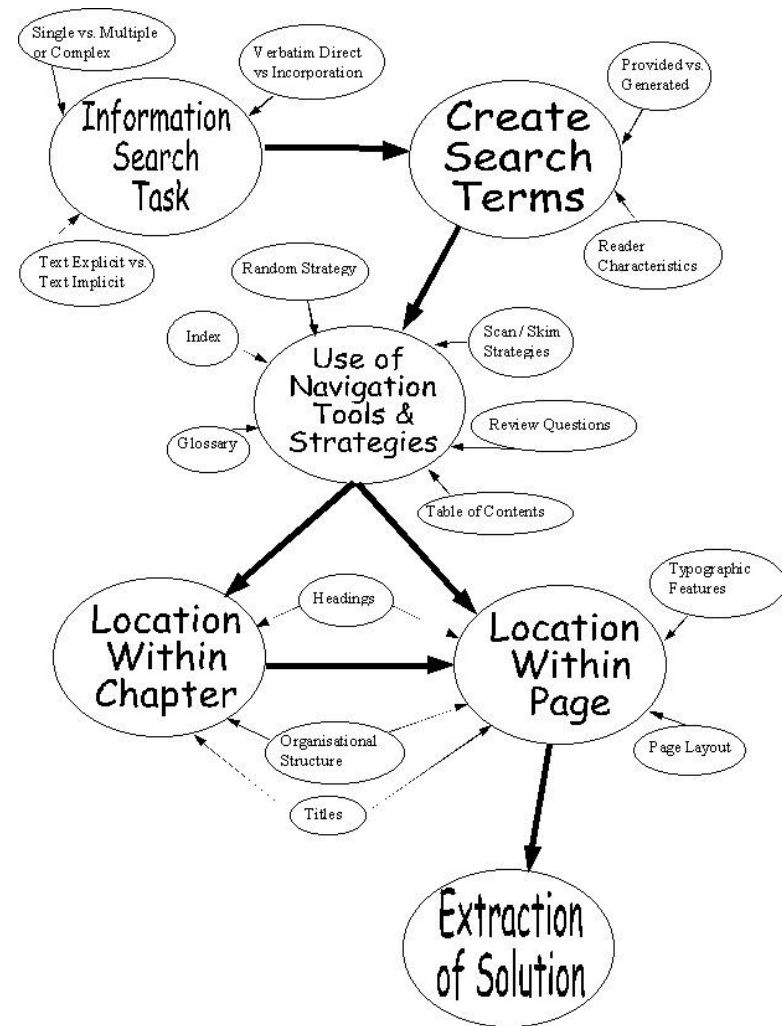 Single vs. Multiple
or Complex
Verbatim Direct
vs Incorporation
Provided vs.
Generated
Information
Search
Task
Create
Search
Terms
Text Explicit vs.
Text Implicit
Reader
Characteristics
Random Strategy
Index
Scan / Skim
Strategies
Use of
Navigation
Tools &
Strategies
Glossary
Review Questions
Table of Contents
Headings
Typographic
Features
Location
Within
Chapter
Location
Within
Page
Organisational
Structure
Page Layout
Titles
Extraction
of Solution